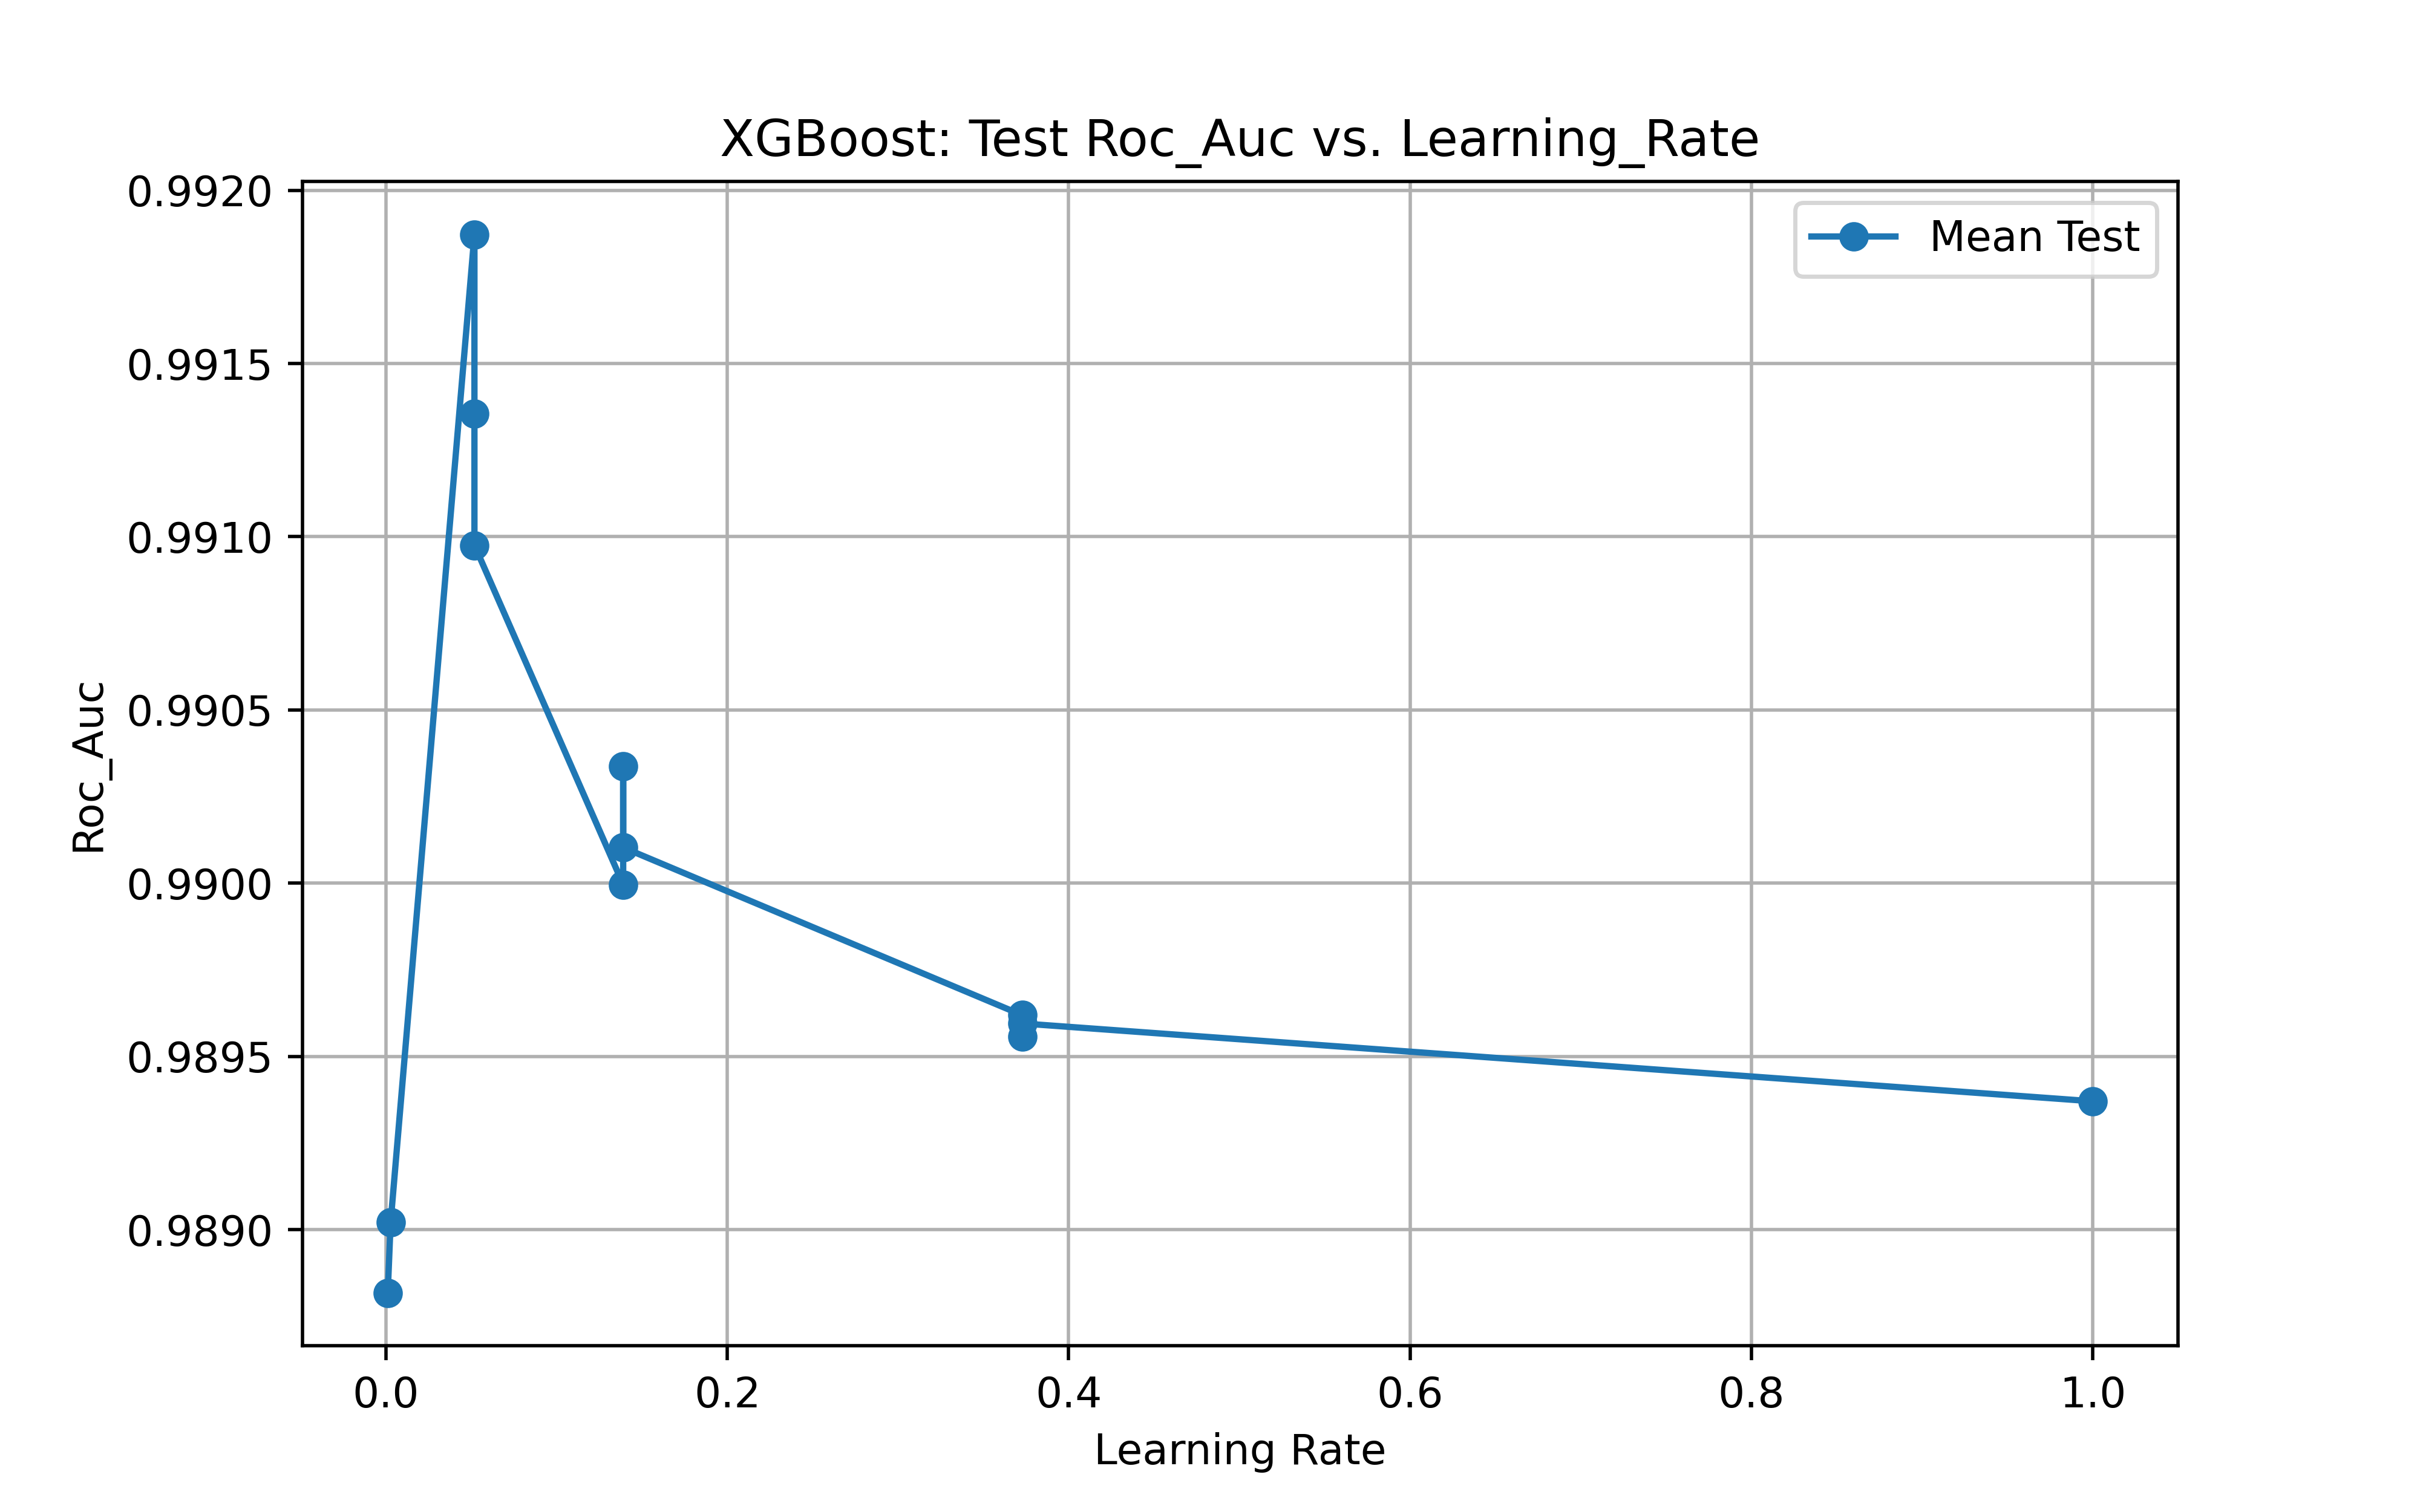 XGBoost: Test Roc_Auc vs. Learning_Rate
Mean Test
Roc_Auc
0.9920
0.9915
0.9910
0.9905
0.9900
0.9895
0.9890
0.0 0.2 0.4 0.6 0.8 1.0
Learning Rate